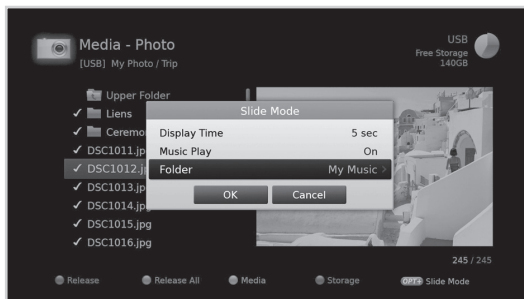 Media - Photo
[USB] My Photo / Trip
USB
Free Storage
140GB
Upper Folder
Liens
Ceremo
DSC1011.jp
DSC1012.jp
DSC1013.jp
DSC1014.jpg
DSC1015.jpg
DSC1016.jpg
Slide Mode
Display Time 5 sec
Music Play On
Folder My Music >
OK Cancel
245 / 245
Release Release All Media Storage OPT+ Slide Mode